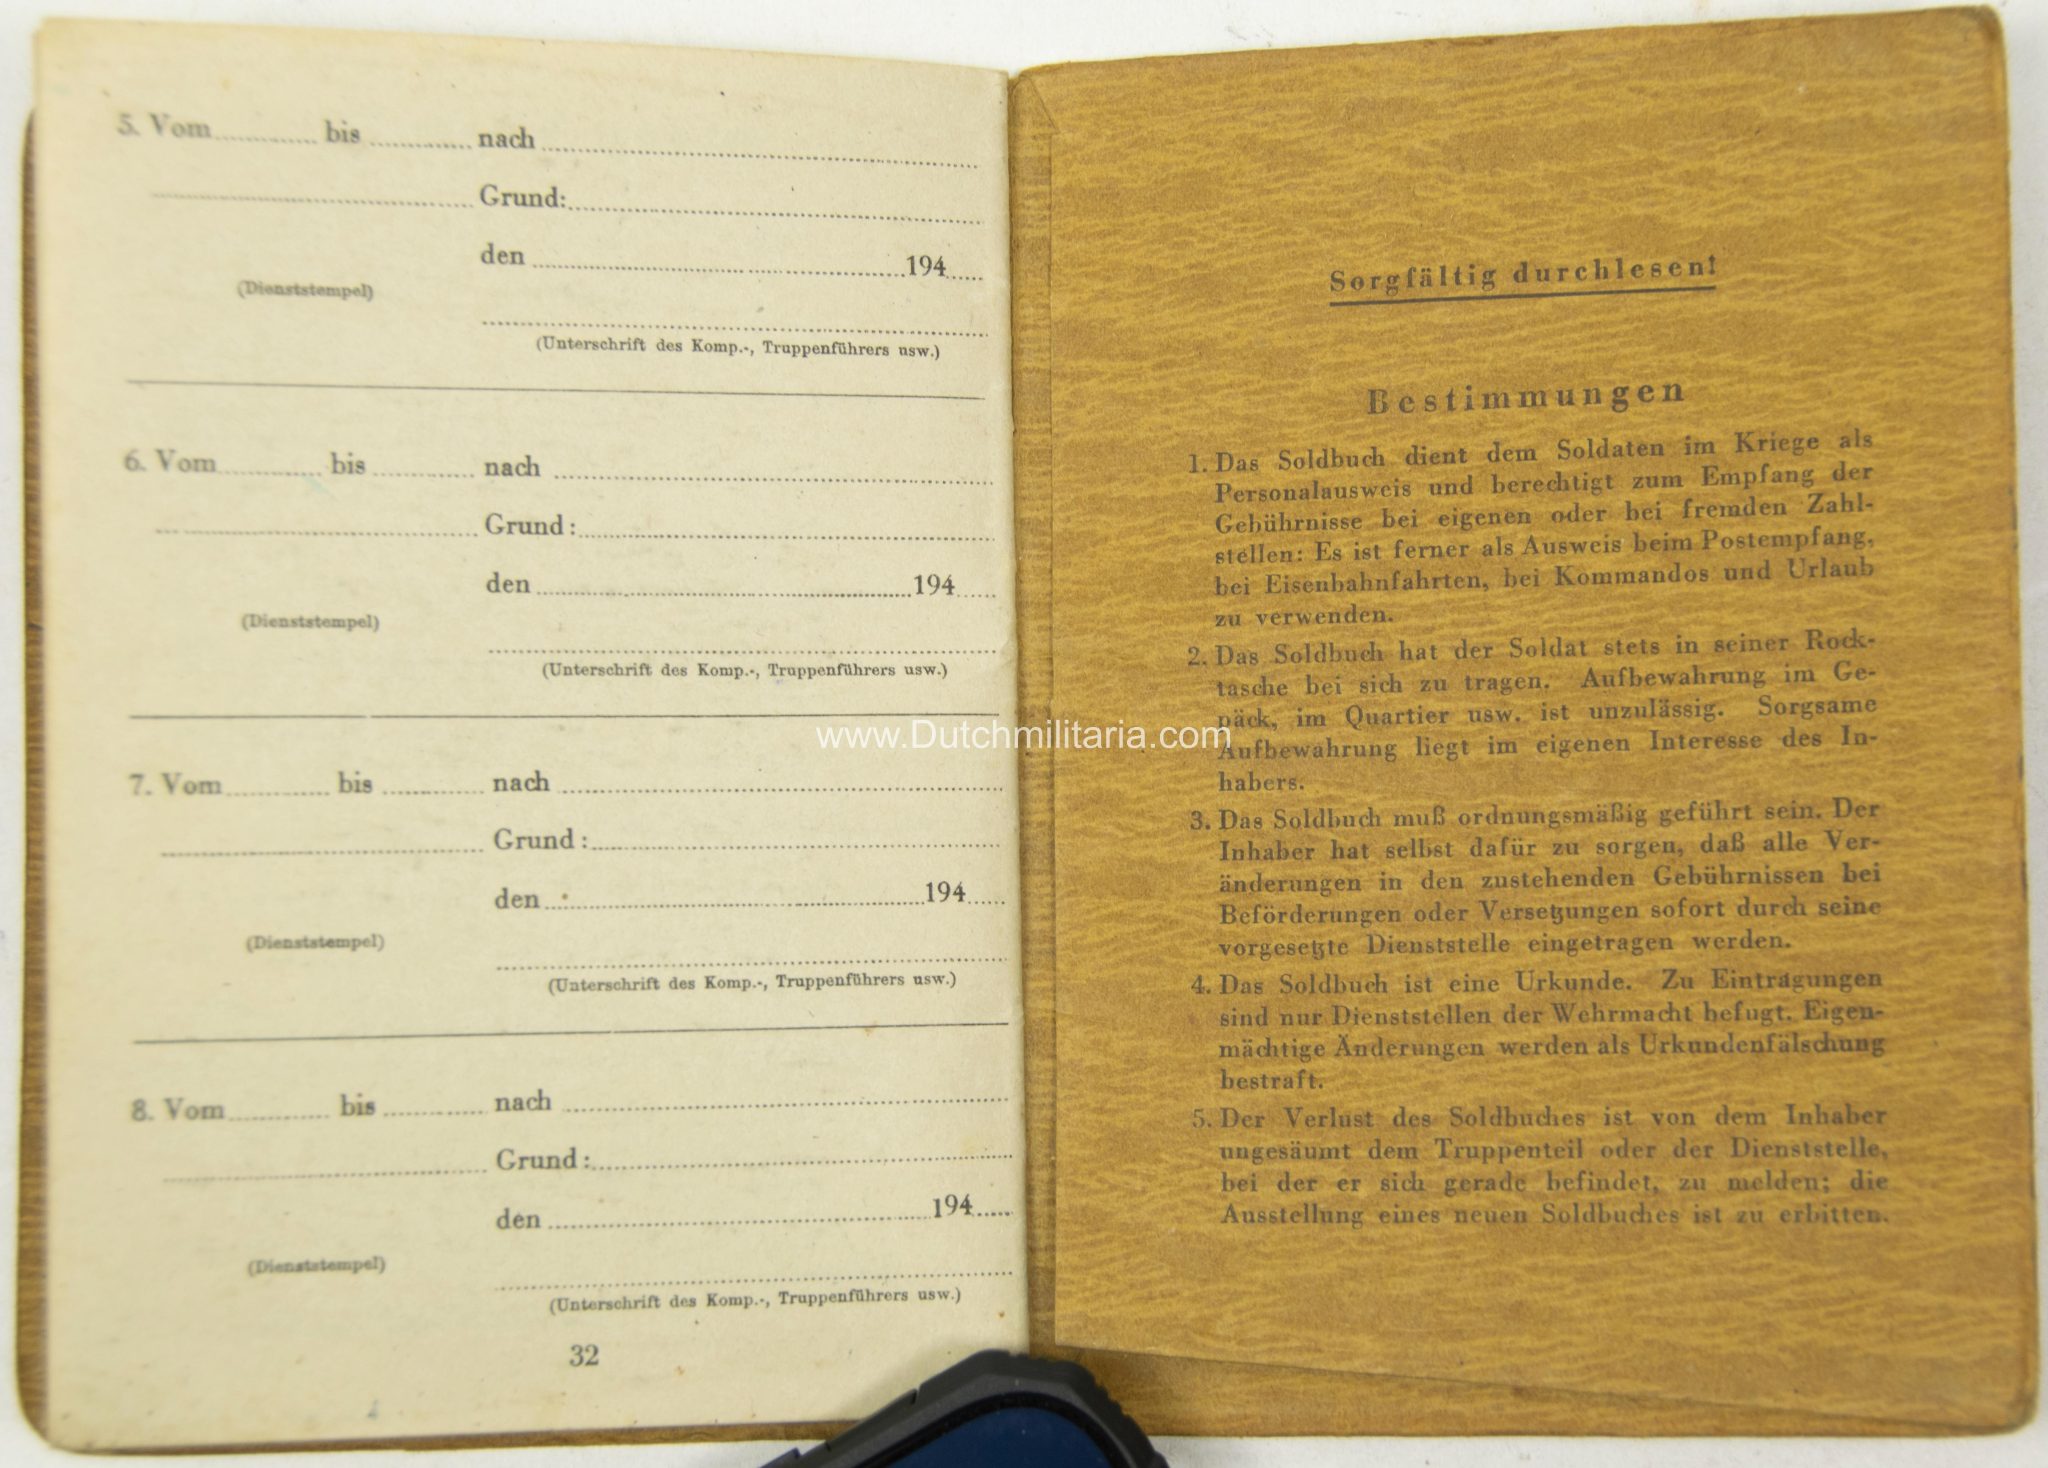 5. Vom bis nach
Grund:
den 194
(Dienststempel)
(Unterschrift des Komp.-, Truppenführers usw.)
6. Vom bis nach
Grund:
den 194
(Dienststempel)
(Unterschrift des Komp.-, Truppenführers usw.)
7. Vom bis nach
Grund:
den 194
(Dienststempel)
(Unterschrift des Komp.-, Truppenführers usw.)
8. Vom bis nach
Grund:
den 194
(Dienststempel)
(Unterschrift des Komp.-, Truppenführers usw.)
32
Sorgfältig durchlesen!
Bestimmungen
1. Das Soldbuch dient dem Soldaten im Kriege als
Personalausweis und berechtigt zum Empfang der
Gebührnisse bei eigenen oder bei fremden Zahl-
stellen: Es ist ferner als Ausweis beim Postempfang,
bei Eisenbahnfahrten, bei Kommandos und Urlaub
zu verwenden.
2. Das Soldbuch hat der Soldat stets in seiner Rock-
tasche bei sich zu tragen. Aufbewahrung im Ge-
päck, im Quartier usw. ist unzulässig. Sorgsame
Aufbewahrung liegt im eigenen Interesse des In-
habers.
3. Das Soldbuch muß ordnungsmäßig geführt sein. Der
Inhaber hat selbst dafür zu sorgen, daß alle Ver-
änderungen in den zustehenden Gebührnissen bei
Beförderungen oder Versetzungen sofort durch seine
vorgesetzte Dienststelle eingetragen werden.
4. Das Soldbuch ist eine Urkunde. Zu Eintragungen
sind nur Dienststellen der Wehrmacht befugt. Eigen-
mächtige Änderungen werden als Urkundenfälschung
bestraft.
5. Der Verlust des Soldbuches ist von dem Inhaber
ungesäumt dem Truppenteil oder der Dienststelle,
bei der er sich gerade befindet, zu melden; die
Ausstellung eines neuen Soldbuches ist zu erbitten.
www.Dutchmilitaria.com